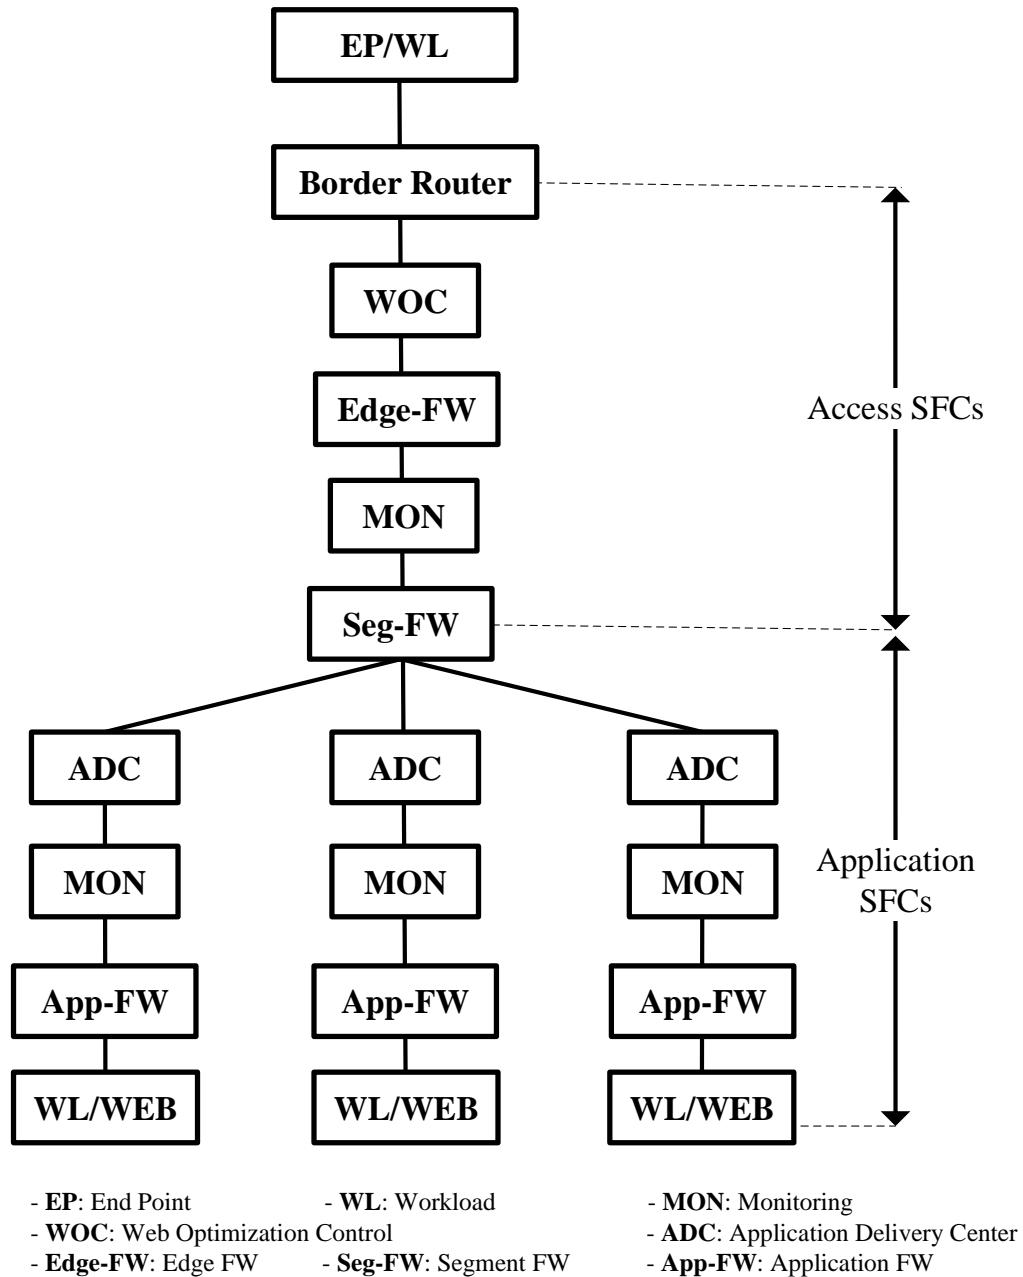 EP/WL
Border Router
WOC
Edge-FW
Access SFCs
MON
Seg-FW
ADC ADC ADC
MON MON MON
Application
SFCs
App-FW App-FW App-FW
WL/WEB WL/WEB WL/WEB
- EP: End Point - WL: Workload - MON: Monitoring
- WOC: Web Optimization Control - ADC: Application Delivery Center
- Edge-FW: Edge FW - Seg-FW: Segment FW - App-FW: Application FW